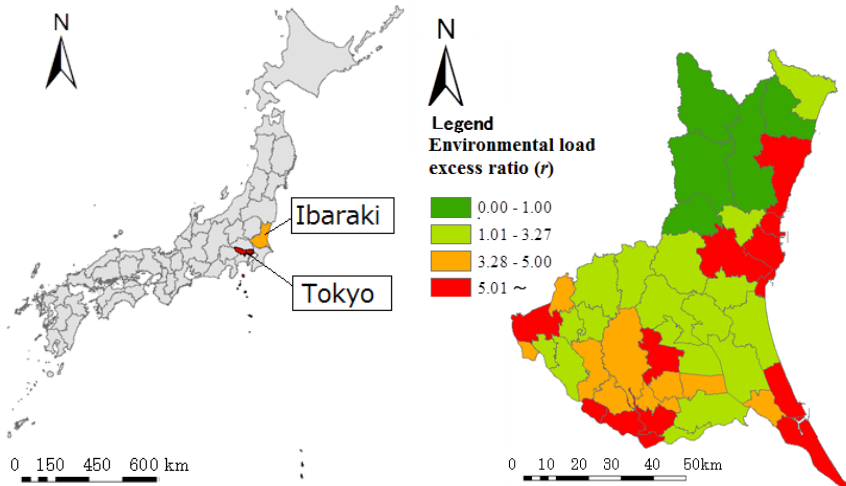 N
Ibaraki
Tokyo
0 150 450 600 km
N
Legend
Environmental load
excess ratio (r)
0.00 - 1.00
1.01 - 3.27
3.28 - 5.00
5.01 ～
0 10 20 30 40 50km